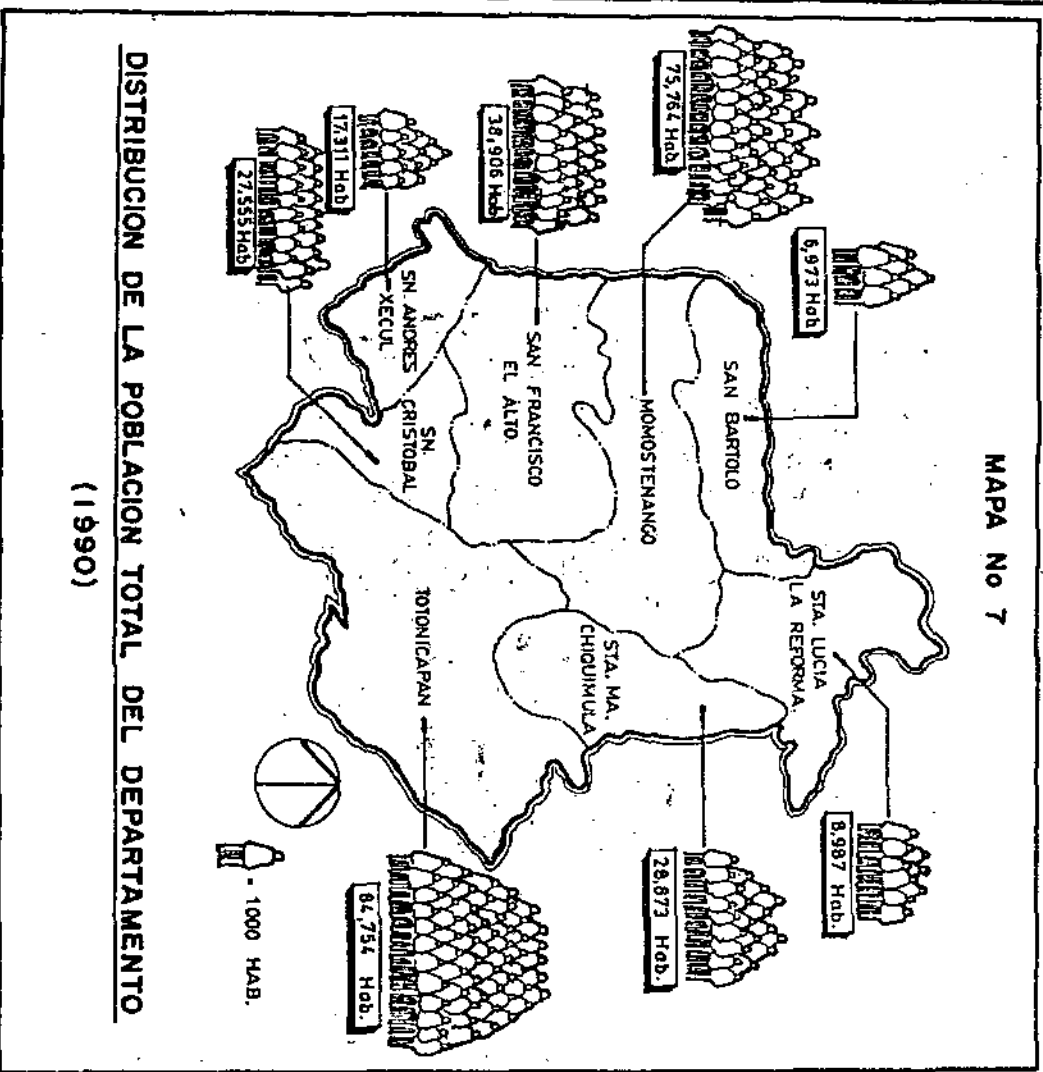 MAPA No 7
75,764 Hab
6,973 Hab
8,987 Hab.
38,906 Hab
28,873 Hab.
17,311 Hab
27,555 Hab
84,754 Hab.
SAN BARTOLO
STA. LUCIA
LA REFORMA
MOMOSTENANGO
SAN FRANCISCO
EL ALTO.
STA. MA.
CHIQUIMULA
SN. ANDRES
XECUL
SN.
CRISTOBAL
TOTONICAPAN
- 1000 HAB.
DISTRIBUCION DE LA POBLACION TOTAL DEL DEPARTAMENTO
(1990)